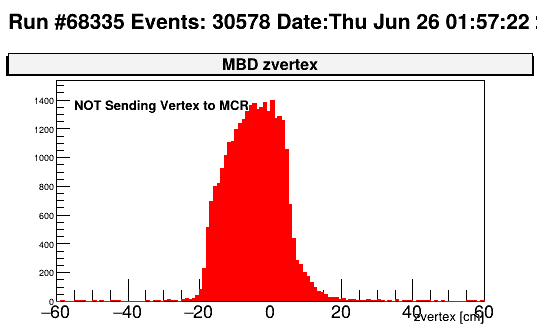 Run #68335 Events: 30578 Date:Thu Jun 26 01:57:22
MBD zvertex
NOT Sending Vertex to MCR
1400
1200
1000
800
600
400
200
0
−60 −40 −20 0 20 40 60
zvertex [cm]